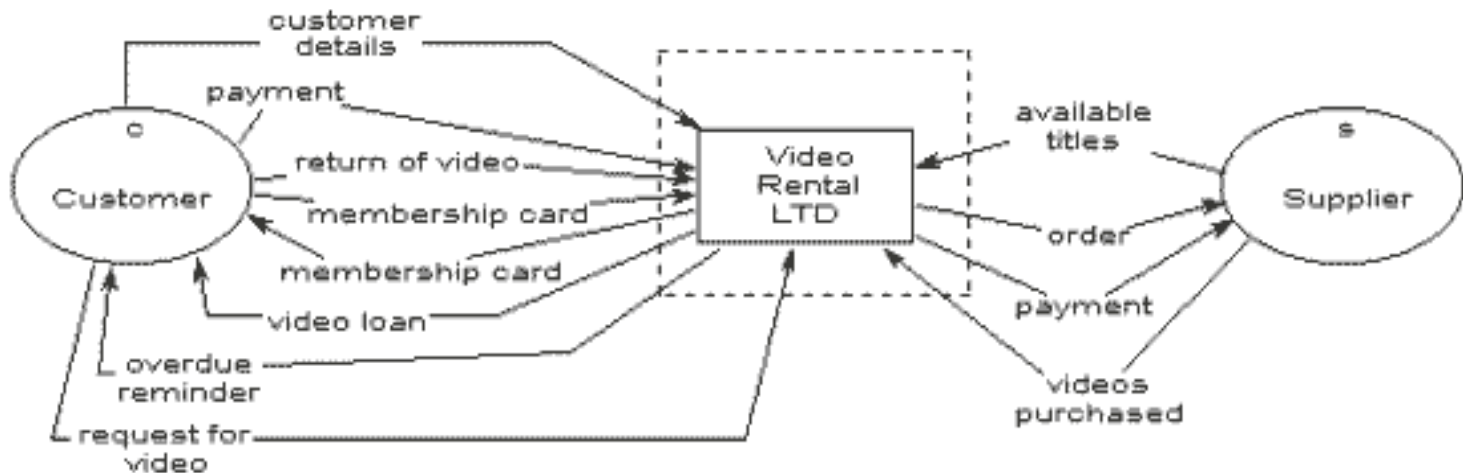 customer
details
payment
c
Customer
return of video
membership card
membership card
video loan
overdue
reminder
request for
video
Video
Rental
LTD
available
titles
order
payment
videos
purchased
s
Supplier